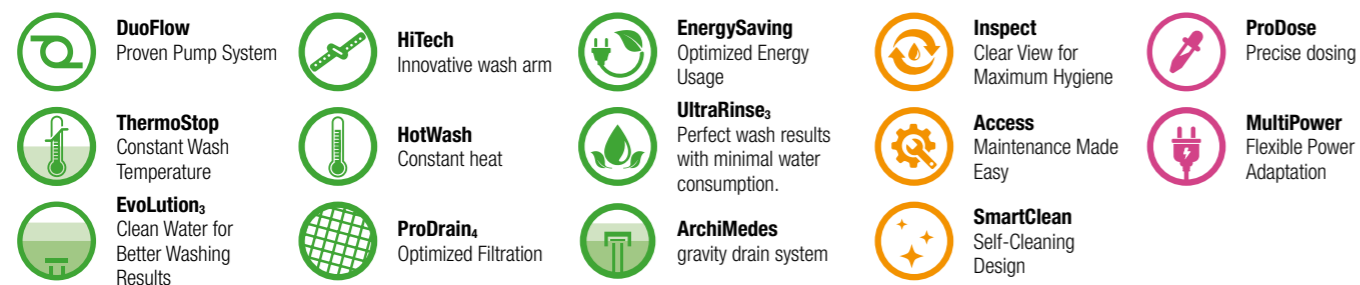 DuoFlow
Proven Pump System
ThermoStop
Constant Wash
Temperature
EvoLution₃
Clean Water for
Better Washing
Results
HiTech
Innovative wash arm
HotWash
Constant heat
ProDrain₄
Optimized Filtration
EnergySaving
Optimized Energy
Usage
UltraRinse₃
Perfect wash results
with minimal water
consumption.
ArchiMedes
gravity drain system
Inspect
Clear View for
Maximum Hygiene
Access
Maintenance Made
Easy
SmartClean
Self-Cleaning
Design
ProDose
Precise dosing
MultiPower
Flexible Power
Adaptation